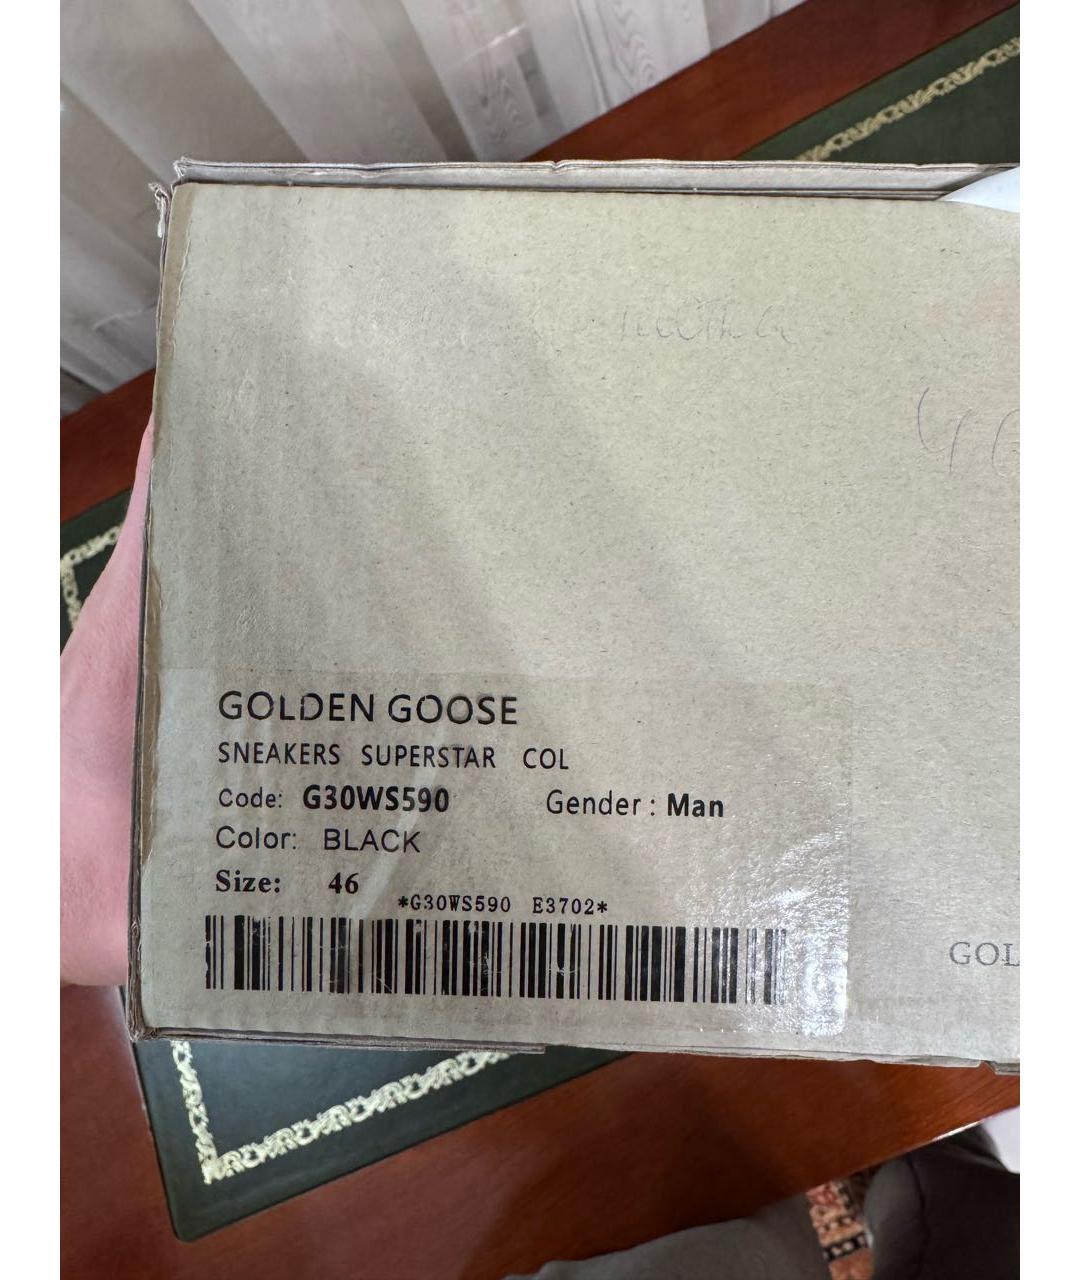 GOLDEN GOOSE
SNEAKERS SUPERSTAR COL
Code: G30WS590 Gender : Man
Color: BLACK
Size: 46
*G30WS590 E3702*
GOL